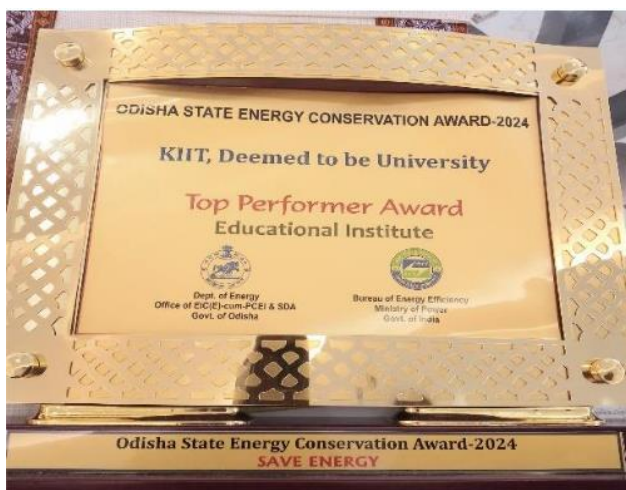 ODISHA STATE ENERGY CONSERVATION AWARD-2024
KIIT, Deemed to be University
Top Performer Award
Educational Institute
Dept. of Energy
Office of EIC(E)-cum-PCEI & SDA
Govt. of Odisha
Bureau of Energy Efficiency
Ministry of Power
Govt. of India
Odisha State Energy Conservation Award-2024
SAVE ENERGY